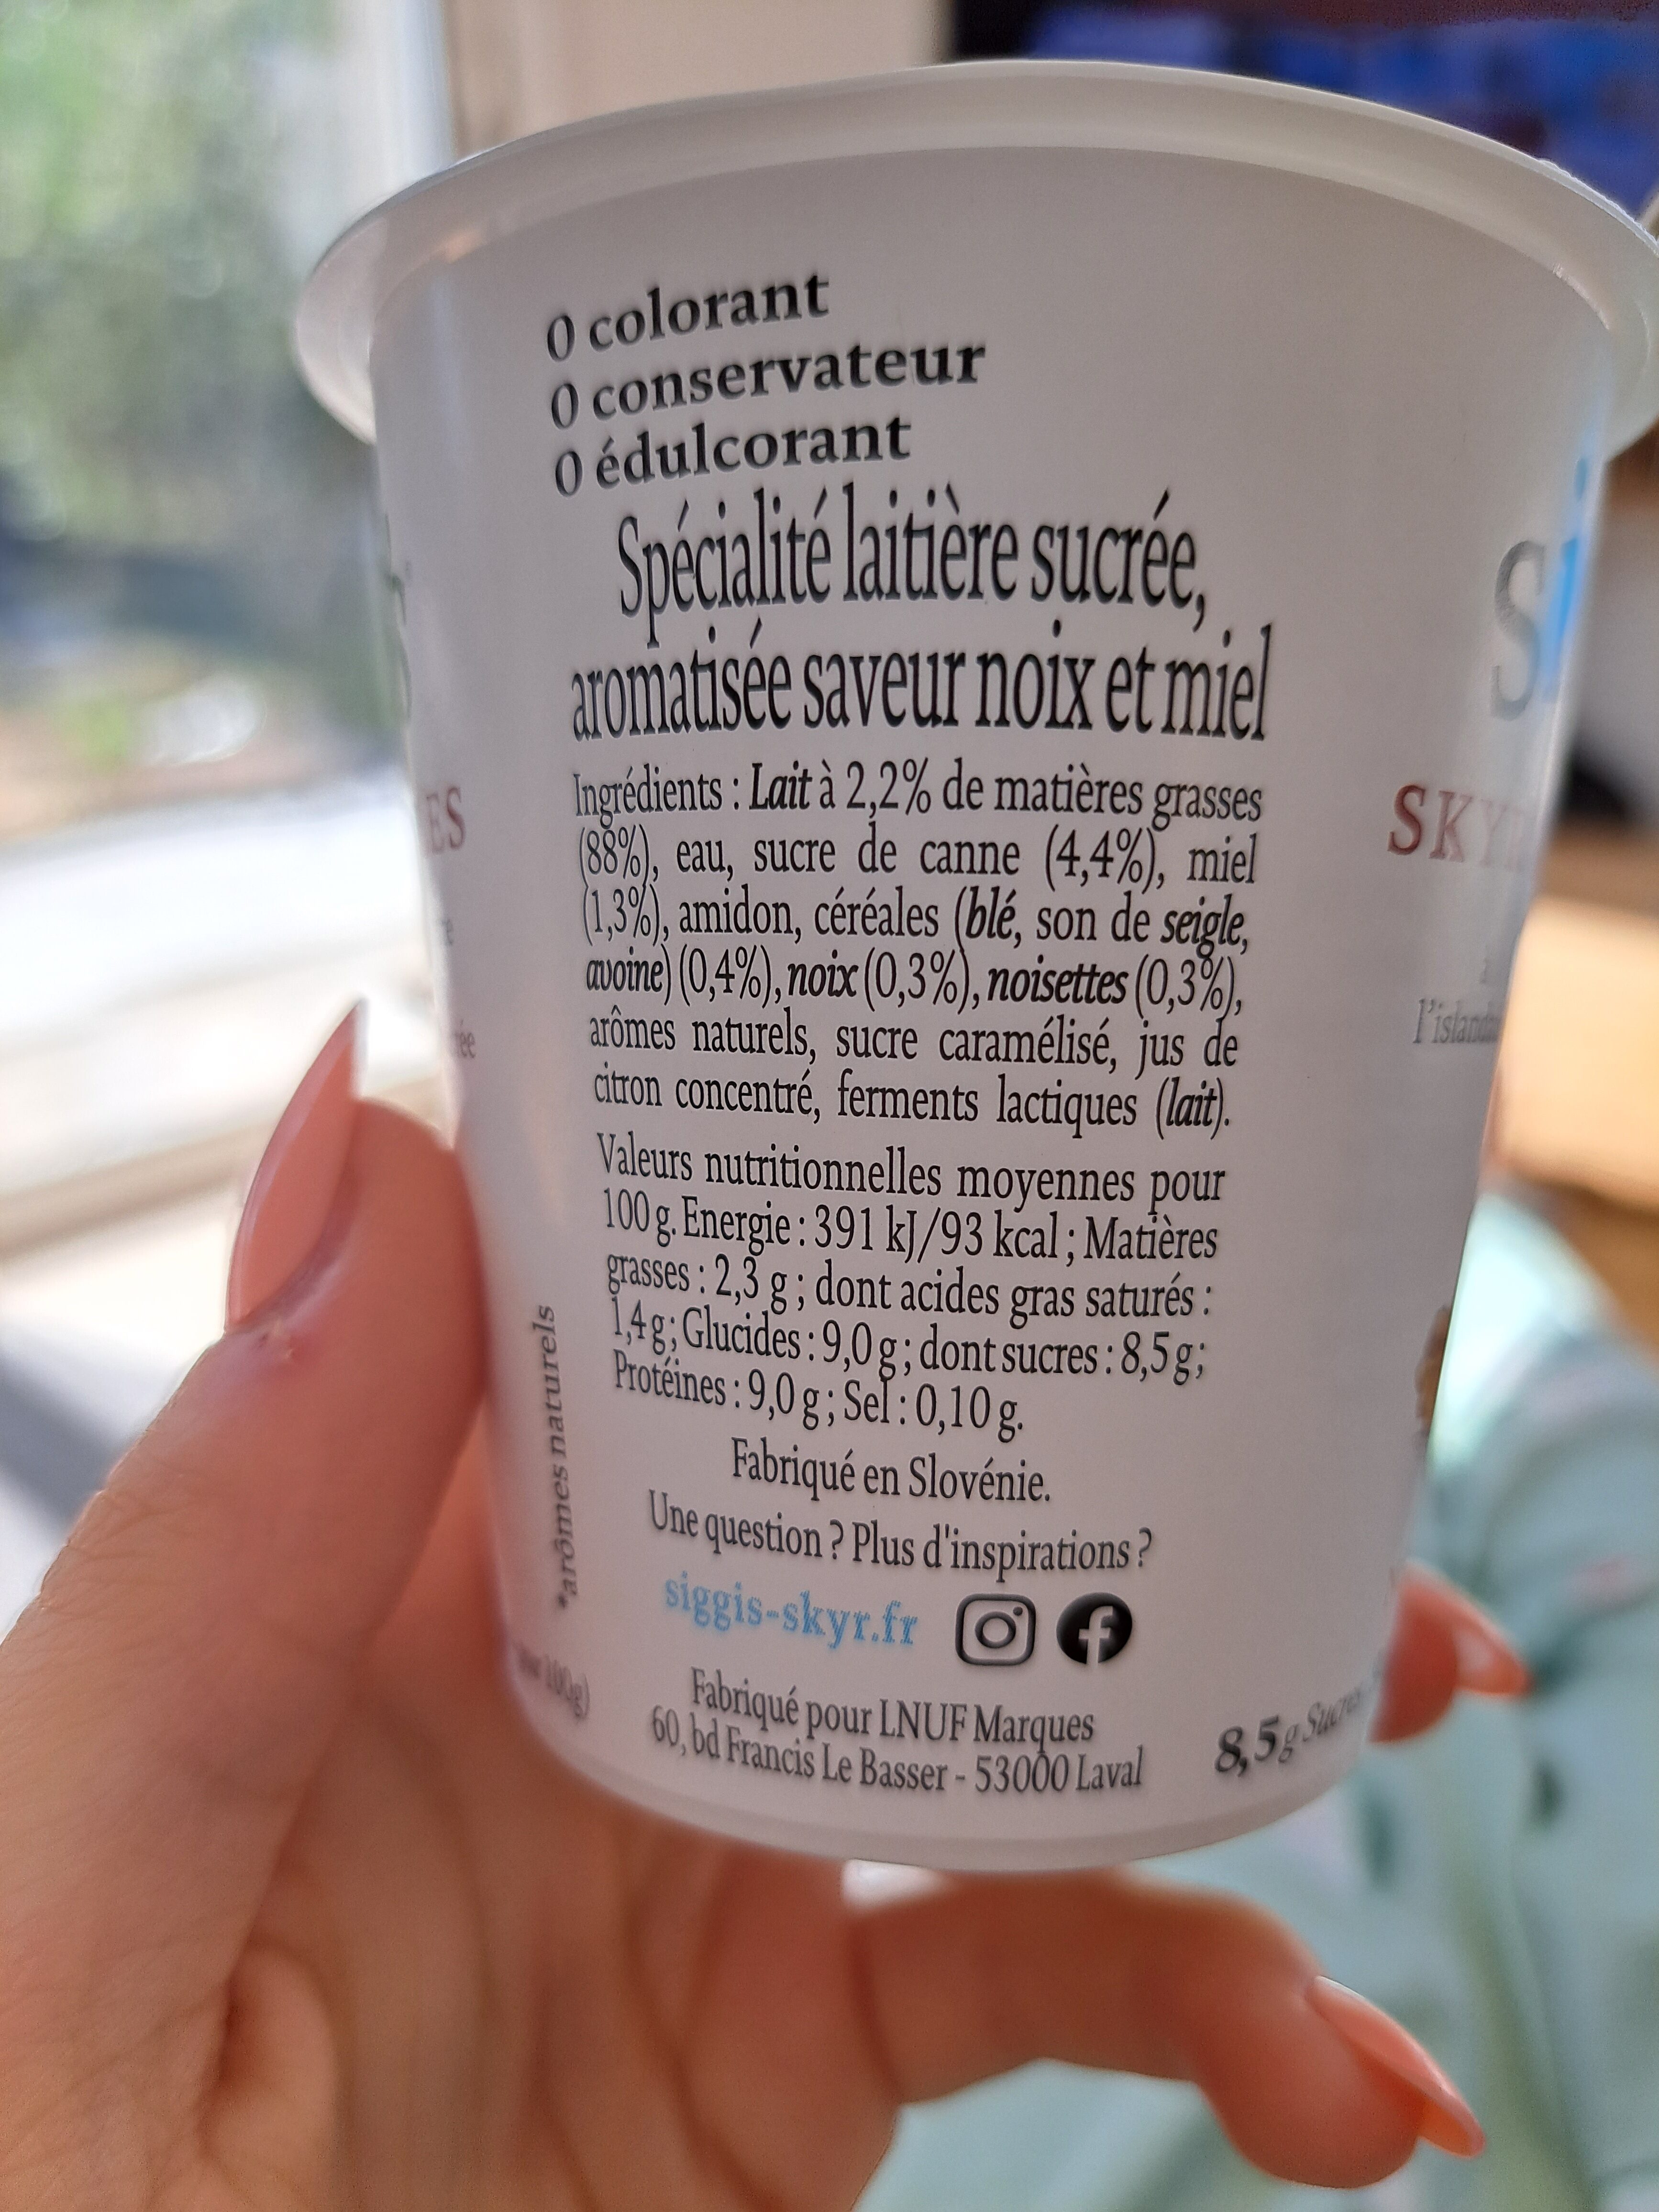 0 colorant
0 conservateur
0 édulcorant
Spécialité laitière sucrée,
aromatisée saveur noix et miel
Ingrédients : Lait à 2,2% de matières grasses
(88%), eau, sucre de canne (4,4%), miel
(1,3%), amidon, céréales (blé, son de seigle,
avoine) (0,4%), noix (0,3%), noisettes (0,3%),
arômes naturels, sucre caramélisé, jus de
citron concentré, ferments lactiques (lait).
Valeurs nutritionnelles moyennes pour
100 g. Energie : 391 kJ/93 kcal ; Matières
grasses : 2,3 g ; dont acides gras saturés :
1,4 g ; Glucides : 9,0 g ; dont sucres : 8,5 g ;
Protéines : 9,0 g ; Sel : 0,10 g.
Fabriqué en Slovénie.
Une question ? Plus d'inspirations ?
siggis-skyr.fr
Fabriqué pour LNUF Marques
60, bd Francis Le Basser - 53000 Laval
*arômes naturels
100g)
SKY
8,5 g Sucres